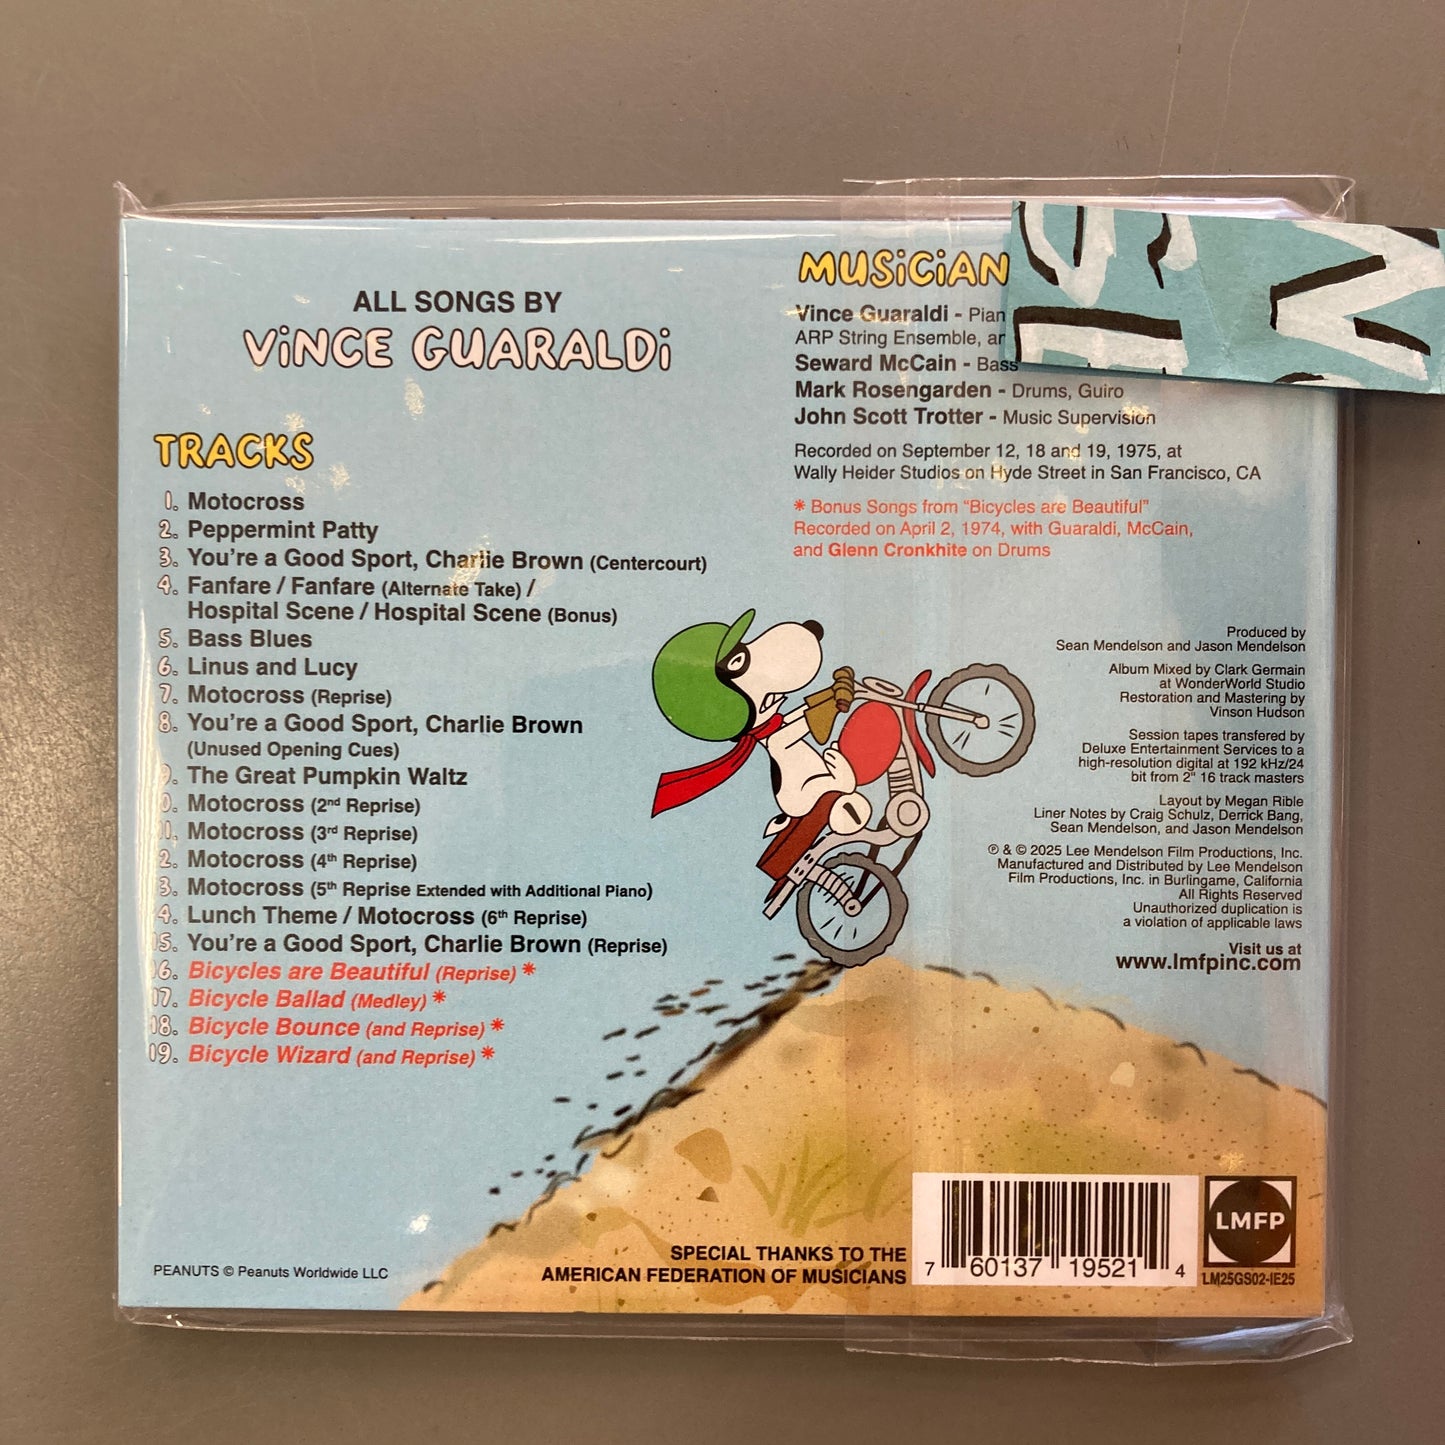 ALL SONGS BY
ViNCE GUARALDi
TRACKS
1. Motocross
2. Peppermint Patty
3. You're a Good Sport, Charlie Brown (Centercourt)
4. Fanfare / Fanfare (Alternate Take) /
Hospital Scene / Hospital Scene (Bonus)
5. Bass Blues
6. Linus and Lucy
7. Motocross (Reprise)
8. You're a Good Sport, Charlie Brown
(Unused Opening Cues)
9. The Great Pumpkin Waltz
0. Motocross (2nd Reprise)
11. Motocross (3rd Reprise)
2. Motocross (4th Reprise)
3. Motocross (5th Reprise Extended with Additional Piano)
4. Lunch Theme / Motocross (6th Reprise)
15. You're a Good Sport, Charlie Brown (Reprise)
16. Bicycles are Beautiful (Reprise) *
17. Bicycle Ballad (Medley) *
18. Bicycle Bounce (and Reprise) *
19. Bicycle Wizard (and Reprise) *
MUSiCiAN
Vince Guaraldi - Pian
ARP String Ensemble, ar
Seward McCain - Bass
Mark Rosengarden - Drums, Guiro
John Scott Trotter - Music Supervision
Recorded on September 12, 18 and 19, 1975, at
Wally Heider Studios on Hyde Street in San Francisco, CA
* Bonus Songs from "Bicycles are Beautiful"
Recorded on April 2, 1974, with Guaraldi, McCain,
and Glenn Cronkhite on Drums
Produced by
Sean Mendelson and Jason Mendelson
Album Mixed by Clark Germain
at WonderWorld Studio
Restoration and Mastering by
Vinson Hudson
Session tapes transfered by
Deluxe Entertainment Services to a
high-resolution digital at 192 kHz/24
bit from 2" 16 track masters
Layout by Megan Rible
Liner Notes by Craig Schulz, Derrick Bang,
Sean Mendelson, and Jason Mendelson
℗ & © 2025 Lee Mendelson Film Productions, Inc.
Manufactured and Distributed by Lee Mendelson
Film Productions, Inc. in Burlingame, California
All Rights Reserved
Unauthorized duplication is
a violation of applicable laws
Visit us at
www.lmfpinc.com
SPECIAL THANKS TO THE
AMERICAN FEDERATION OF MUSICIANS
PEANUTS © Peanuts Worldwide LLC
7 60137 19521 4
LMFP
LM25GS02-IE25